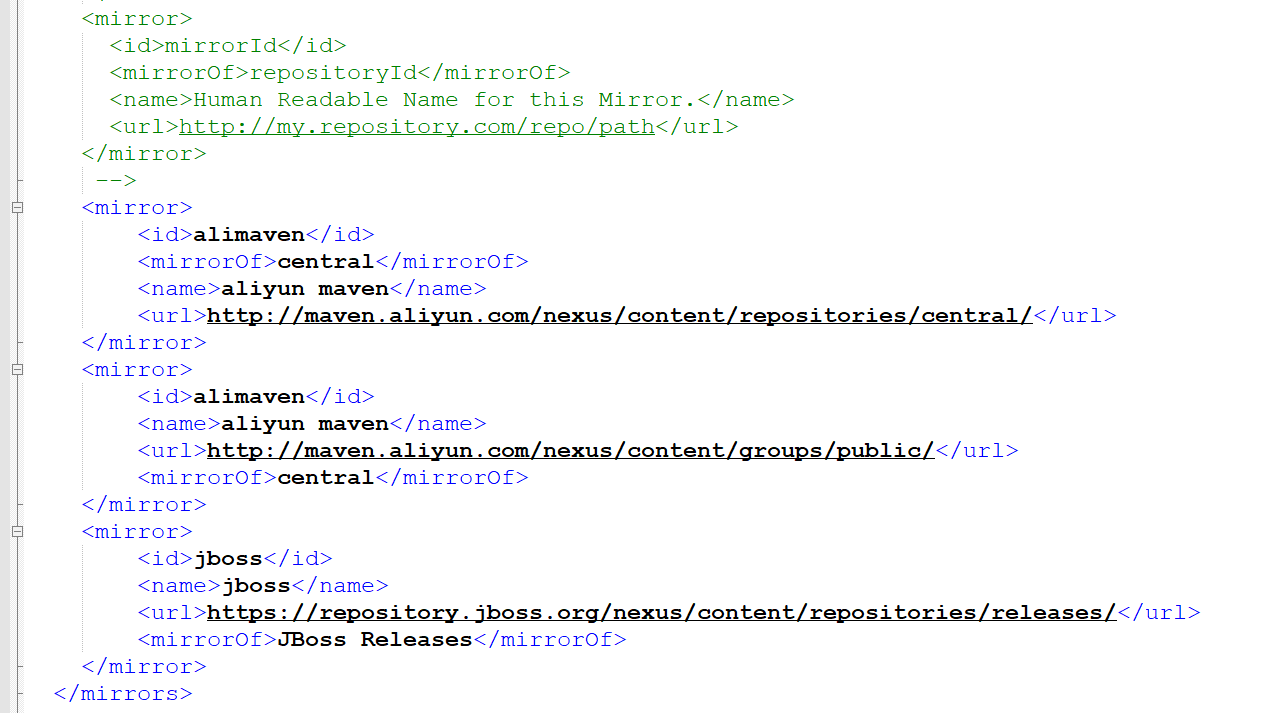 <mirror>
<id>mirrorId</id>
<mirrorOf>repositoryId</mirrorOf>
<name>Human Readable Name for this Mirror.</name>
<url>http://my.repository.com/repo/path</url>
</mirror>
-->
<mirror>
<id>alimaven</id>
<mirrorOf>central</mirrorOf>
<name>aliyun maven</name>
<url>http://maven.aliyun.com/nexus/content/repositories/central/</url>
</mirror>
<mirror>
<id>alimaven</id>
<name>aliyun maven</name>
<url>http://maven.aliyun.com/nexus/content/groups/public/</url>
<mirrorOf>central</mirrorOf>
</mirror>
<mirror>
<id>jboss</id>
<name>jboss</name>
<url>https://repository.jboss.org/nexus/content/repositories/releases/</url>
<mirrorOf>JBoss Releases</mirrorOf>
</mirror>
</mirrors>